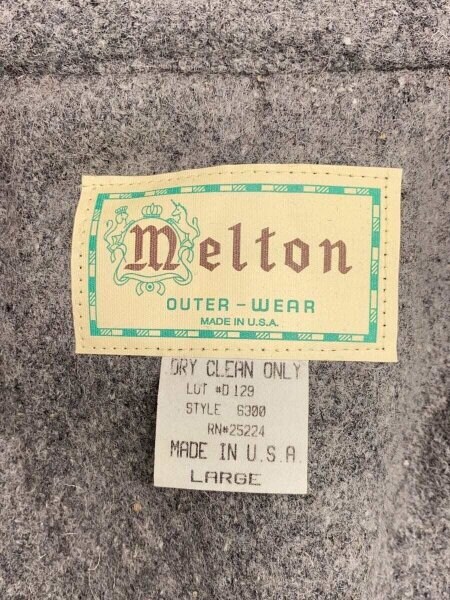 Melton
OUTER-WEAR
MADE IN U.S.A.
DRY CLEAN ONLY
LOT #D129
STYLE 6300
RN#25224
MADE IN U.S.A.
LARGE